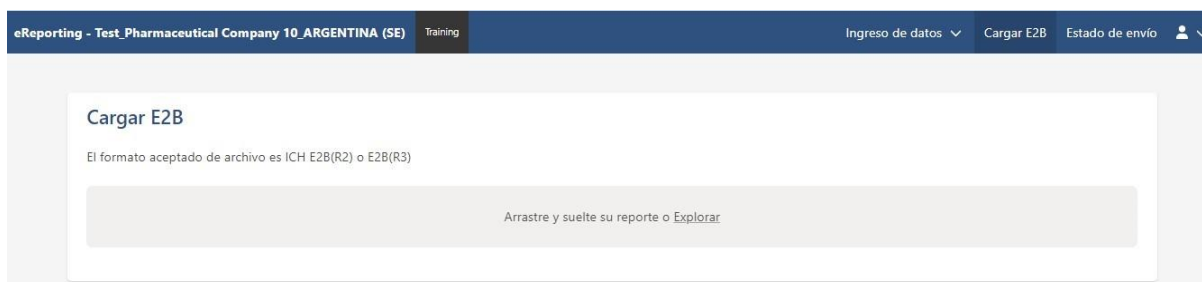 eReporting - Test_Pharmaceutical Company 10_ARGENTINA (SE) Training Ingreso de datos Cargar E2B Estado de envío
Cargar E2B
El formato aceptado de archivo es ICH E2B(R2) o E2B(R3)
Arrastre y suelte su reporte o Explorar